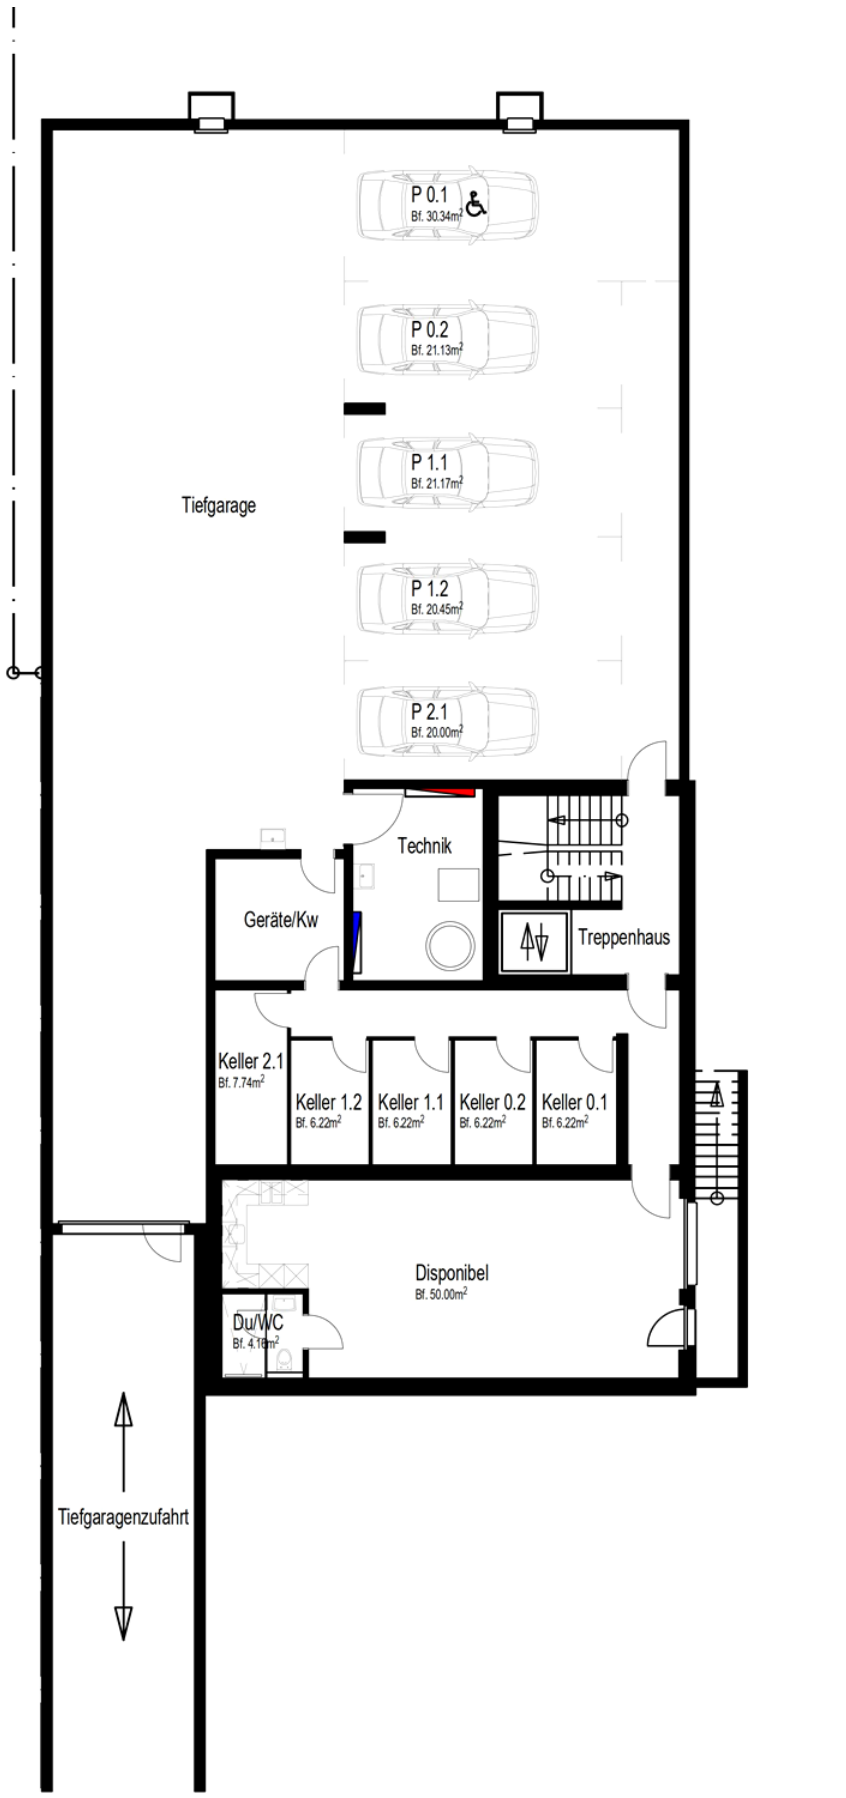 P 0.1
Bf. 30.34m²
P 0.2
Bf. 21.13m²
P 1.1
Bf. 21.17m²
Tiefgarage
P 1.2
Bf. 20.45m²
P 2.1
Bf. 20.00m²
Technik
Geräte/Kw
Treppenhaus
Keller 2.1
Bf. 7.74m²
Keller 1.2
Bf. 6.22m²
Keller 1.1
Bf. 6.22m²
Keller 0.2
Bf. 6.22m²
Keller 0.1
Bf. 6.22m²
Disponibel
Bf. 50.00m²
Du/WC
Bf. 4.16m²
Tiefgaragenzufahrt